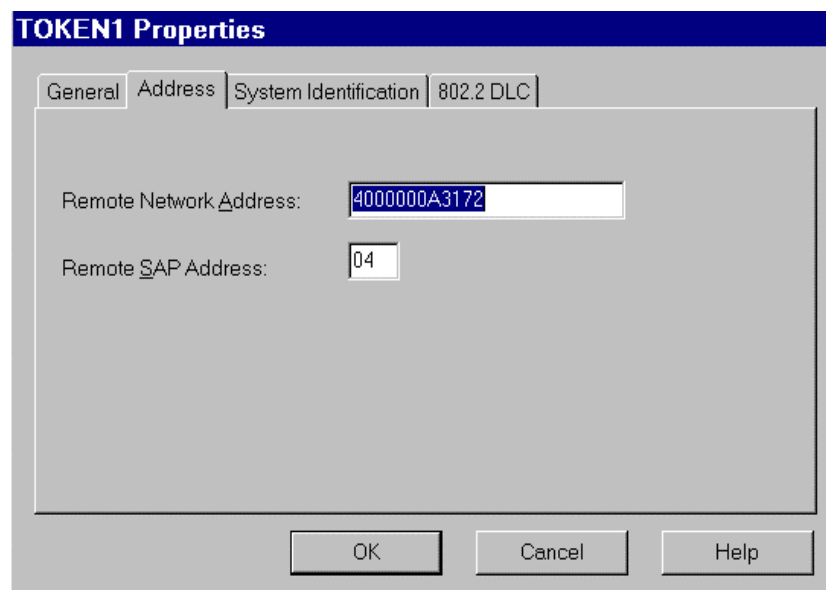 TOKEN1 Properties
General Address System Identification 802.2 DLC
Remote Network Address: 4000000A3172
Remote SAP Address: 04
OK Cancel Help